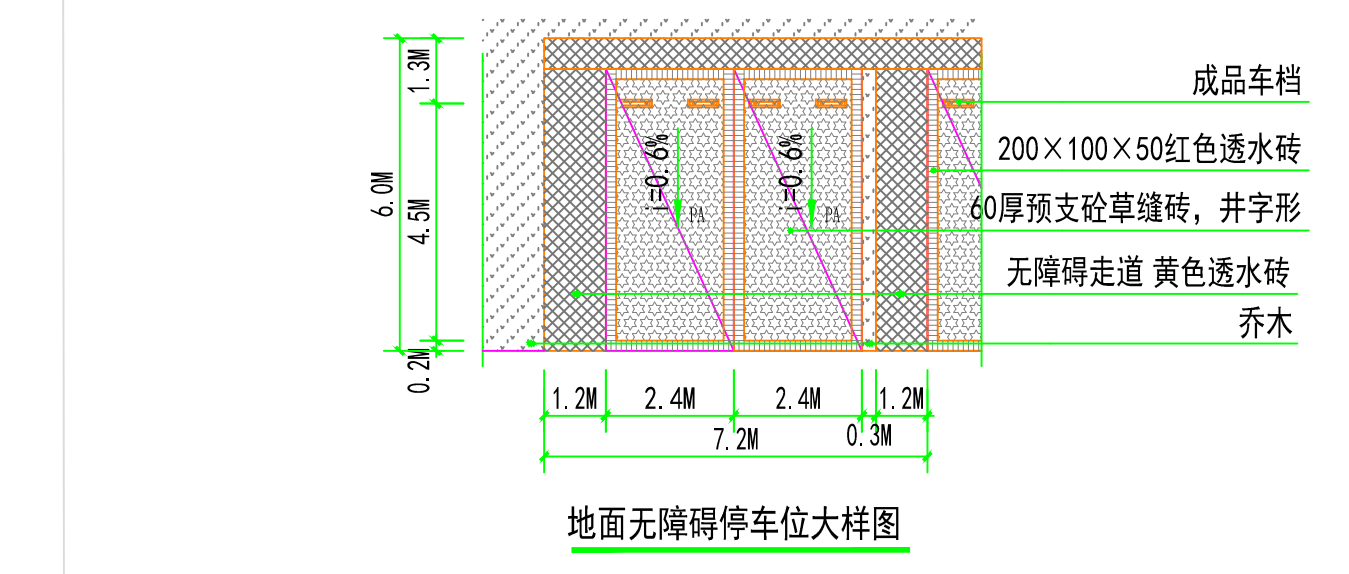 1.3M
6.0M
4.5M
0.2M
i=0.6%
PA
i=0.6%
PA
成品车档
200×100×50红色透水砖
60厚预支砼草缝砖，井字形
无障碍走道 黄色透水砖
乔木
1.2M
2.4M
2.4M
1.2M
7.2M
0.3M
地面无障碍停车位大样图